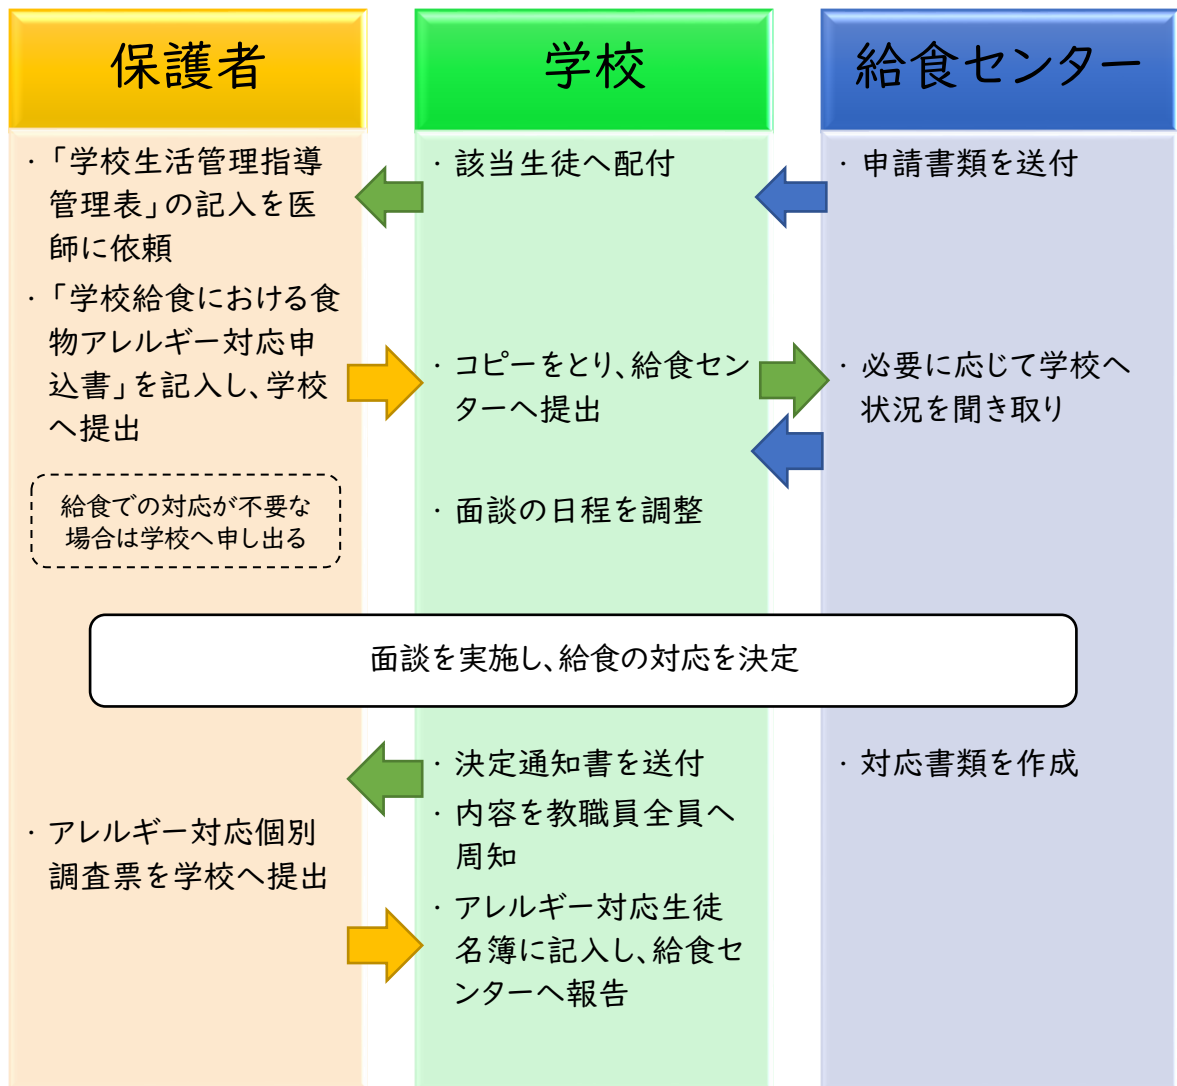 保護者
・「学校生活管理指導
管理表」の記入を医
師に依頼
・「学校給食における食
物アレルギー対応申
込書」を記入し、学校
へ提出
給食での対応が不要な
場合は学校へ申し出る
学校
・該当生徒へ配付
・コピーをとり、給食セン
ターへ提出
・面談の日程を調整
給食センター
・申請書類を送付
・必要に応じて学校へ
状況を聞き取り
面談を実施し、給食の対応を決定
・アレルギー対応個別
調査票を学校へ提出
・決定通知書を送付
・内容を教職員全員へ
周知
・アレルギー対応生徒
名簿に記入し、給食セ
ンターへ報告
・対応書類を作成